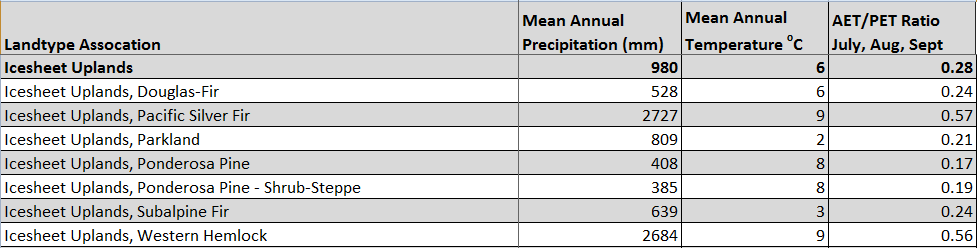 Landtype Assocation Mean Annual Precipitation (mm) Mean Annual Temperature °C AET/PET Ratio July, Aug, Sept
Icesheet Uplands 980 6 0.28
Icesheet Uplands, Douglas-Fir 528 6 0.24
Icesheet Uplands, Pacific Silver Fir 2727 9 0.57
Icesheet Uplands, Parkland 809 2 0.21
Icesheet Uplands, Ponderosa Pine 408 8 0.17
Icesheet Uplands, Ponderosa Pine - Shrub-Steppe 385 8 0.19
Icesheet Uplands, Subalpine Fir 639 3 0.24
Icesheet Uplands, Western Hemlock 2684 9 0.56